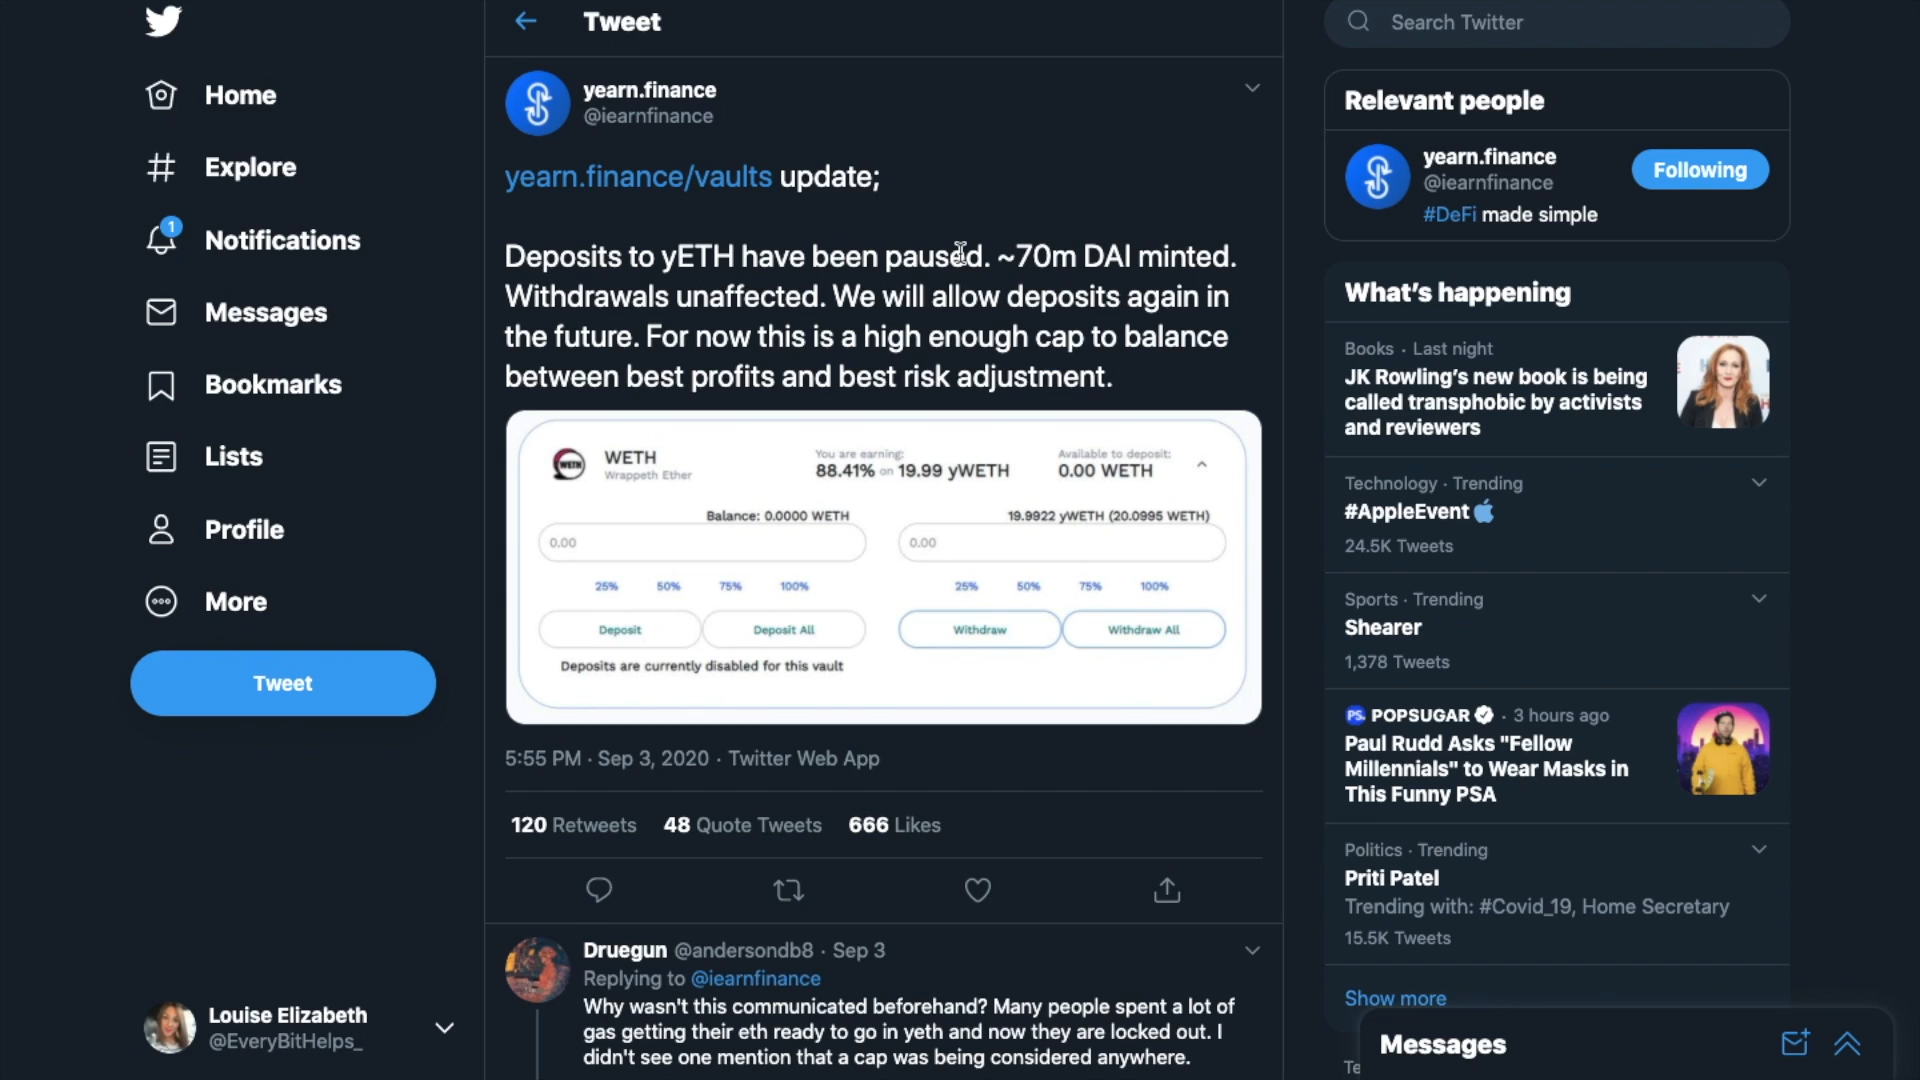 Home
Explore
1
Notifications
Messages
Bookmarks
Lists
Profile
More
Tweet
Louise Elizabeth
@EveryBitHelps_
Tweet
yearn.finance
@iearnfinance
yearn.finance/vaults update;
Deposits to yETH have been paused. ~70m DAI minted.
Withdrawals unaffected. We will allow deposits again in
the future. For now this is a high enough cap to balance
between best profits and best risk adjustment.
WETH
WETH
Wrappeth Ether
You are earning:
88.41% on 19.99 yWETH
Available to deposit:
0.00 WETH
Balance: 0.0000 WETH
0.00
25% 50% 75% 100%
Deposit Deposit All
Deposits are currently disabled for this vault
19.9922 yWETH (20.0995 WETH)
0.00
25% 50% 75% 100%
Withdraw Withdraw All
5:55 PM · Sep 3, 2020 · Twitter Web App
120 Retweets 48 Quote Tweets 666 Likes
Druegun @andersondb8 · Sep 3
Replying to @iearnfinance
Why wasn't this communicated beforehand? Many people spent a lot of
gas getting their eth ready to go in yeth and now they are locked out. I
didn't see one mention that a cap was being considered anywhere.
Search Twitter
Relevant people
yearn.finance
@iearnfinance
Following
#DeFi made simple
What's happening
Books · Last night
JK Rowling's new book is being
called transphobic by activists
and reviewers
Technology · Trending
#AppleEvent
24.5K Tweets
Sports · Trending
Shearer
1,378 Tweets
PS. POPSUGAR · 3 hours ago
Paul Rudd Asks "Fellow
Millennials" to Wear Masks in
This Funny PSA
Politics · Trending
Priti Patel
Trending with: #Covid_19, Home Secretary
15.5K Tweets
Show more
Messages